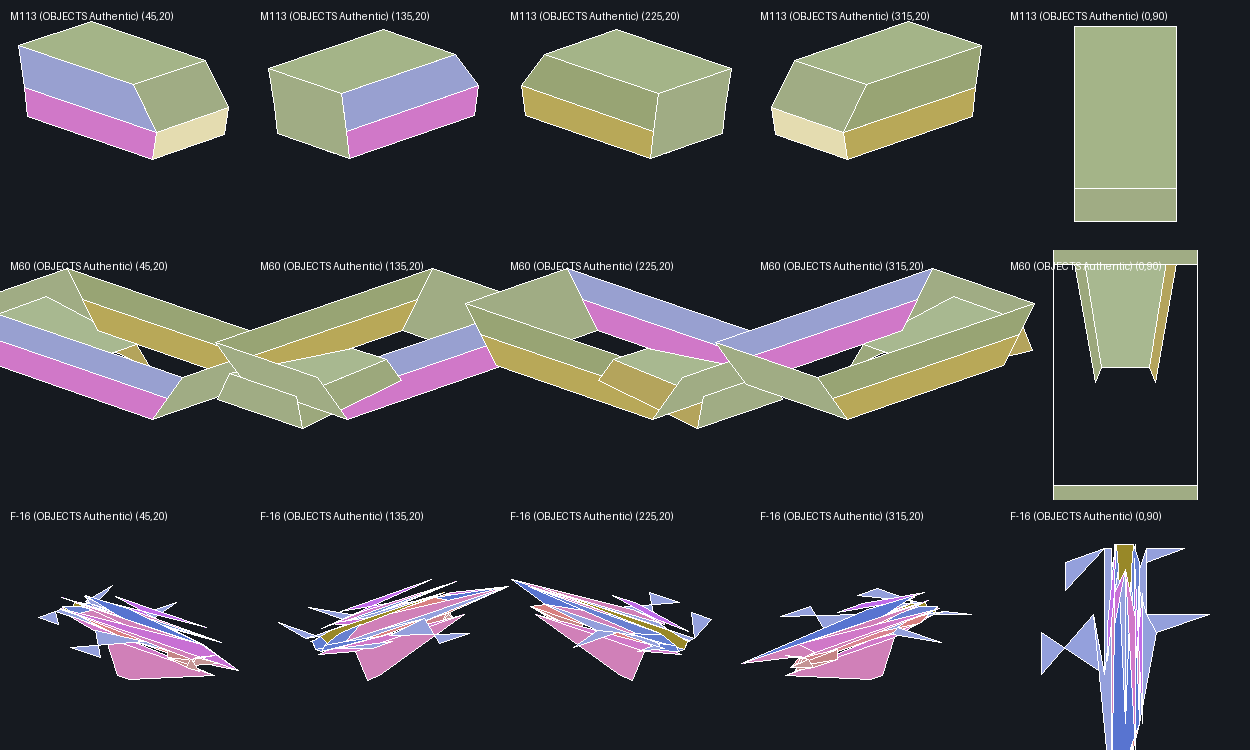 M113 (OBJECTS Authentic) (45,20)
M113 (OBJECTS Authentic) (135,20)
M113 (OBJECTS Authentic) (225,20)
M113 (OBJECTS Authentic) (315,20)
M113 (OBJECTS Authentic) (0,90)
M60 (OBJECTS Authentic) (45,20)
M60 (OBJECTS Authentic) (135,20)
M60 (OBJECTS Authentic) (225,20)
M60 (OBJECTS Authentic) (315,20)
M60 (OBJECTS Authentic) (0,90)
F-16 (OBJECTS Authentic) (45,20)
F-16 (OBJECTS Authentic) (135,20)
F-16 (OBJECTS Authentic) (225,20)
F-16 (OBJECTS Authentic) (315,20)
F-16 (OBJECTS Authentic) (0,90)